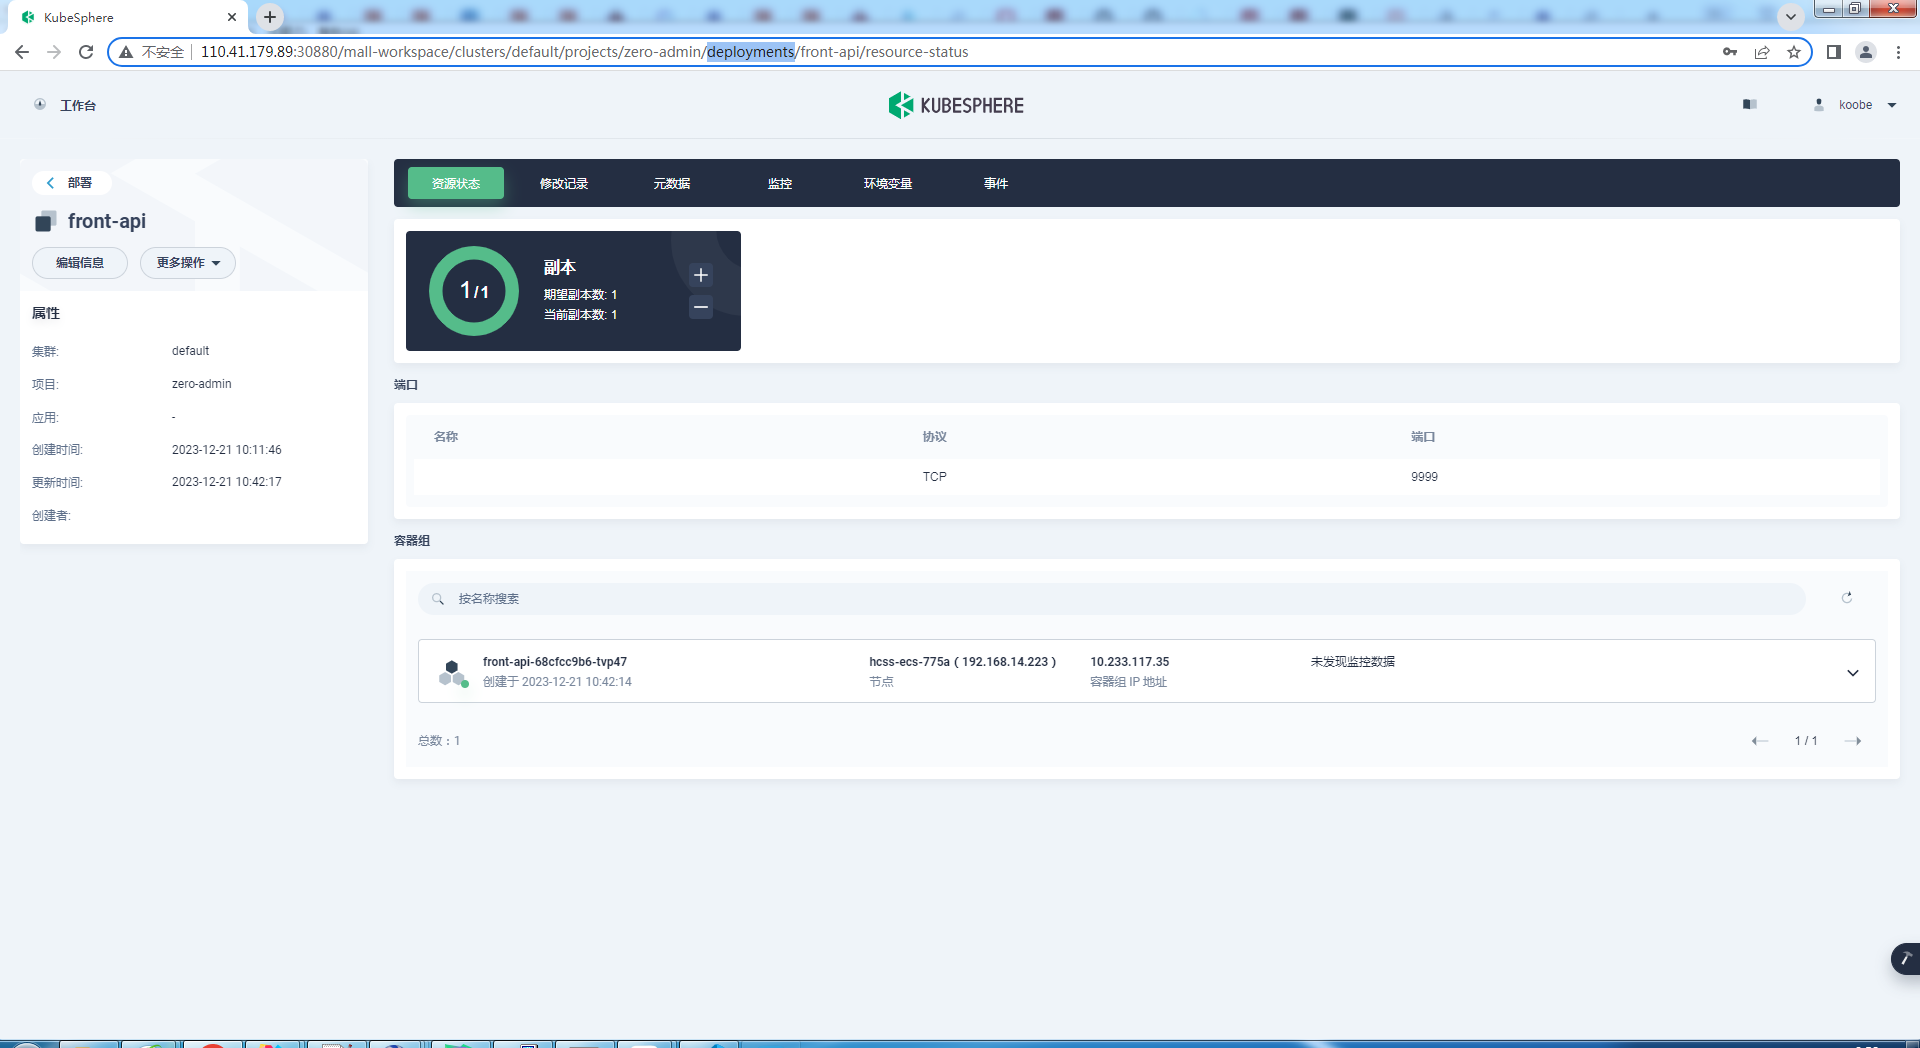 KubeSphere
不安全
110.41.179.89:30880/mall-workspace/clusters/default/projects/zero-admin/deployments/front-api/resource-status
工作台
KUBESPHERE
koobe
部署
front-api
编辑信息
更多操作
属性
集群:
default
项目:
zero-admin
应用:
-
创建时间:
2023-12-21 10:11:46
更新时间:
2023-12-21 10:42:17
创建者:
资源状态
修改记录
元数据
监控
环境变量
事件
1/1
副本
期望副本数: 1
当前副本数: 1
端口
名称
协议
端口
TCP
9999
容器组
按名称搜索
front-api-68cfcc9b6-tvp47
创建于 2023-12-21 10:42:14
hcss-ecs-775a ( 192.168.14.223 )
节点
10.233.117.35
容器组 IP 地址
未发现监控数据
总数：1
1 / 1